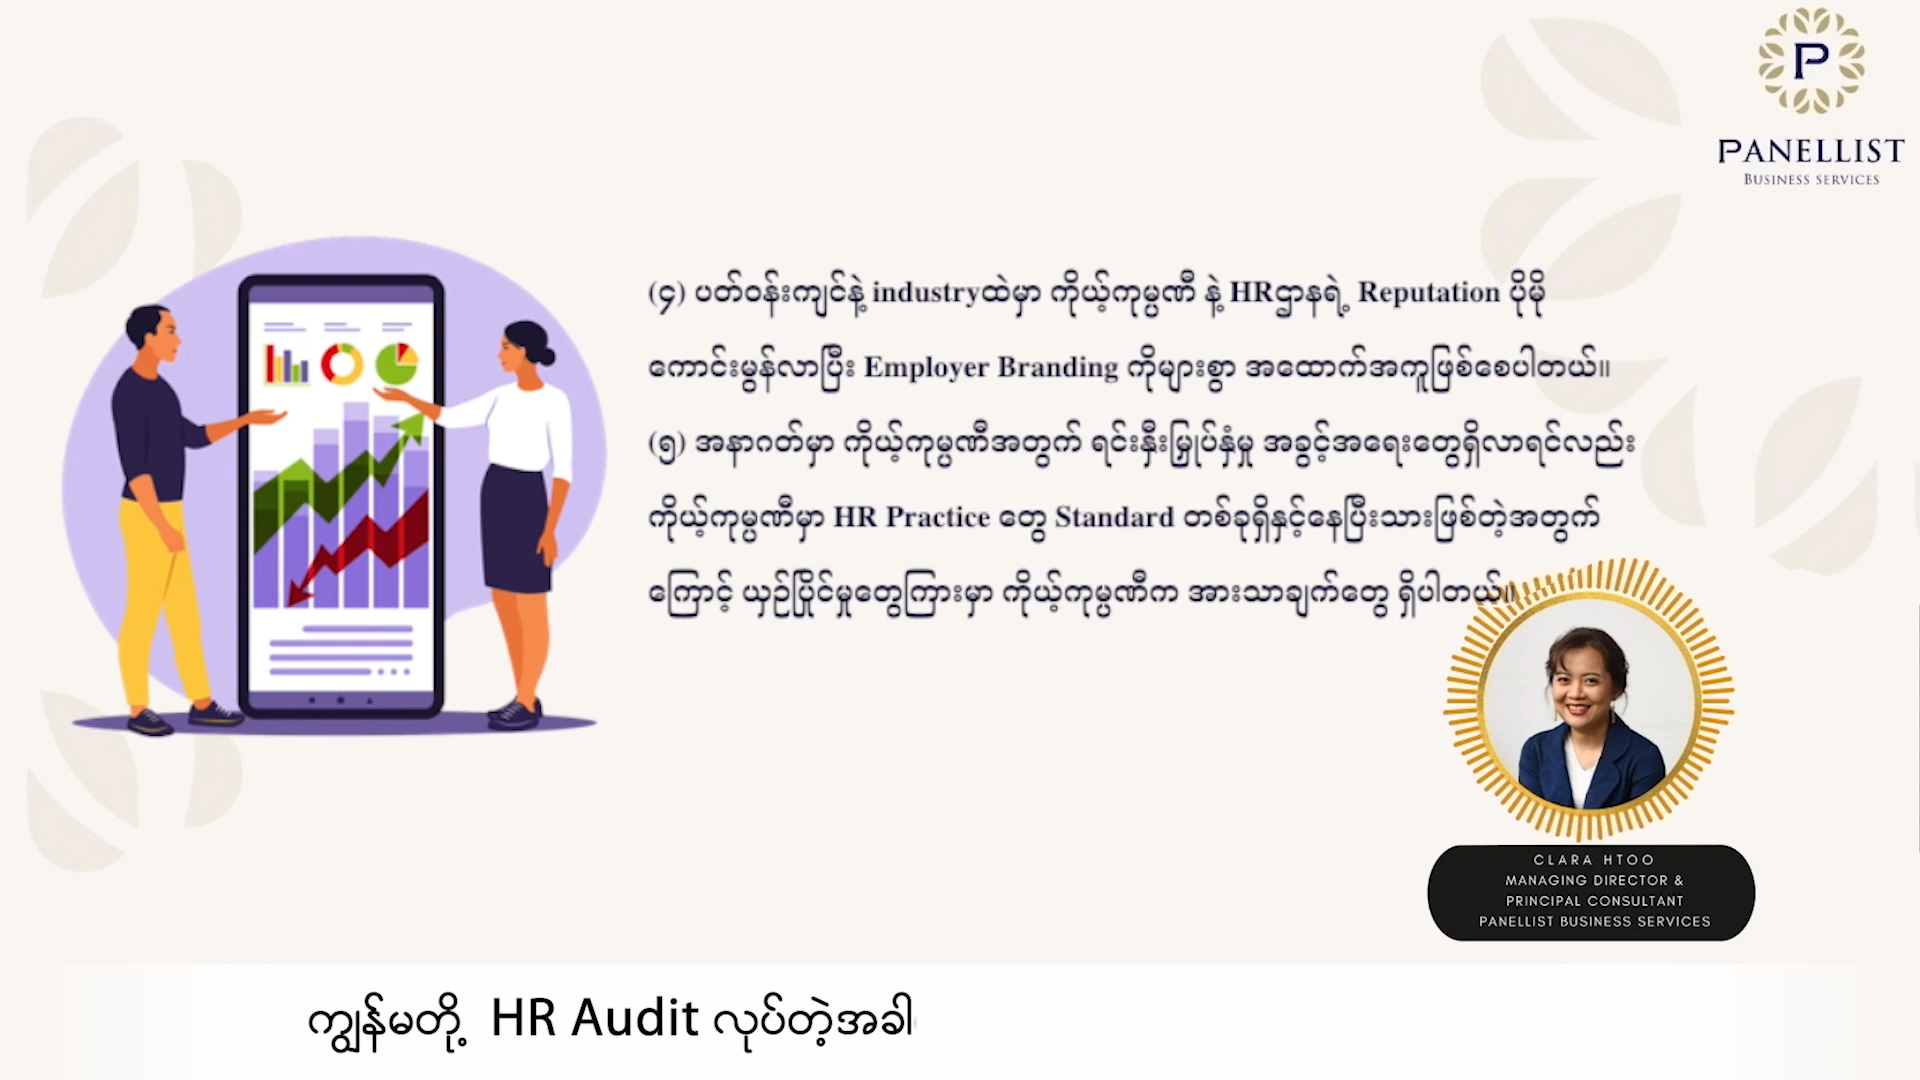 P
PANELLIST
BUSINESS SERVICES
(၄) ပတ်ဝန်းကျင်နဲ့ industryထဲမှာ ကိုယ့်ကုမ္ပဏီ နဲ့ HRဌာနရဲ့ Reputation ပိုမို
ကောင်းမွန်လာပြီး Employer Branding ကိုများစွာ အထောက်အကူဖြစ်စေပါတယ်။
(၅) အနာဂတ်မှာ ကိုယ့်ကုမ္ပဏီအတွက် ရင်းနှီးမြှုပ်နှံမှု အခွင့်အရေးတွေရှိလာရင်လည်း
ကိုယ့်ကုမ္ပဏီမှာ HR Practice တွေ Standard တစ်ခုရှိနှင့်နေပြီးသားဖြစ်တဲ့အတွက်
ကြောင့် ယှဉ်ပြိုင်မှုတွေကြားမှာ ကိုယ့်ကုမ္ပဏီက အားသာချက်တွေ ရှိပါတယ်။
CLARA HTOO
MANAGING DIRECTOR &
PRINCIPAL CONSULTANT
PANELLIST BUSINESS SERVICES
ကျွန်မတို့ HR Audit လုပ်တဲ့အခါ